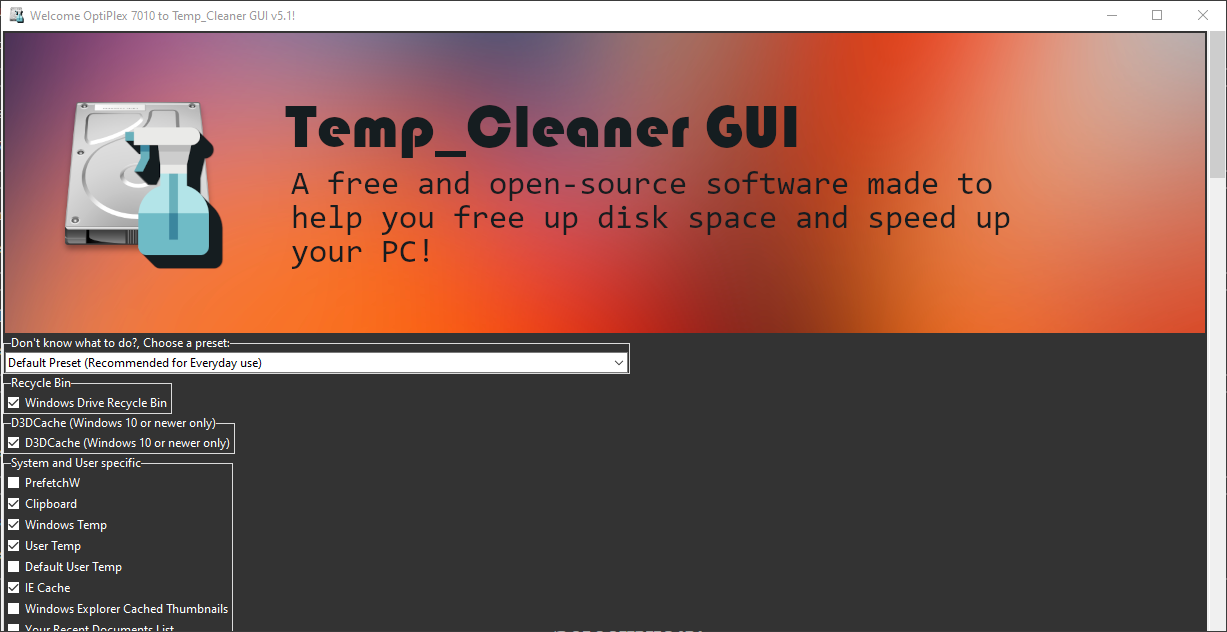 Welcome OptiPlex 7010 to Temp_Cleaner GUI v5.1!
Temp_Cleaner GUI
A free and open-source software made to
help you free up disk space and speed up
your PC!
Don't know what to do?, Choose a preset:
Default Preset (Recommended for Everyday use)
Recycle Bin
Windows Drive Recycle Bin
D3DCache (Windows 10 or newer only)
D3DCache (Windows 10 or newer only)
System and User specific
PrefetchW
Clipboard
Windows Temp
User Temp
Default User Temp
IE Cache
Windows Explorer Cached Thumbnails
Your Recent Documents List